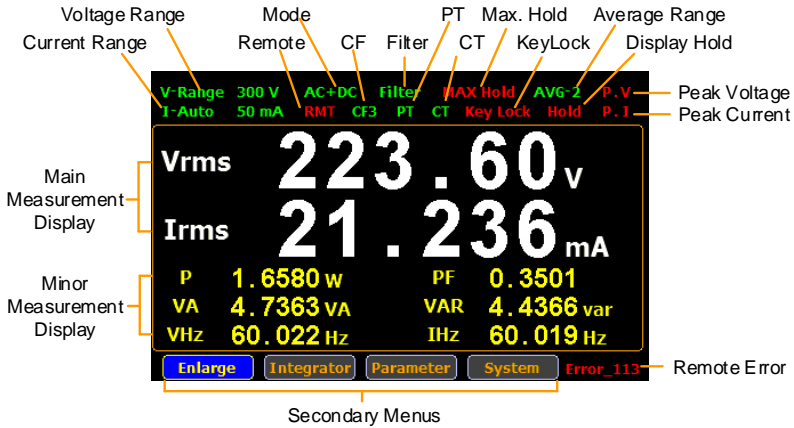 Voltage Range Mode PT Max. Hold Average Range
Current Range Remote CF Filter CT KeyLock Display Hold
V-Range 300 V AC+DC Filter MAX Hold AVG-2 P.V Peak Voltage
I-Auto 50 mA RMT CF3 PT CT Key Lock Hold P.I Peak Current
Vrms 223.60 V
Main
Measurement
Display
Irms 21.236 mA
P 1.6580 W PF 0.3501
Minor
Measurement
Display
VA 4.7363 VA VAR 4.4366 var
VHz 60.022 Hz IHz 60.019 Hz
Enlarge Integrator Parameter System Error_113 Remote Error
Secondary Menus